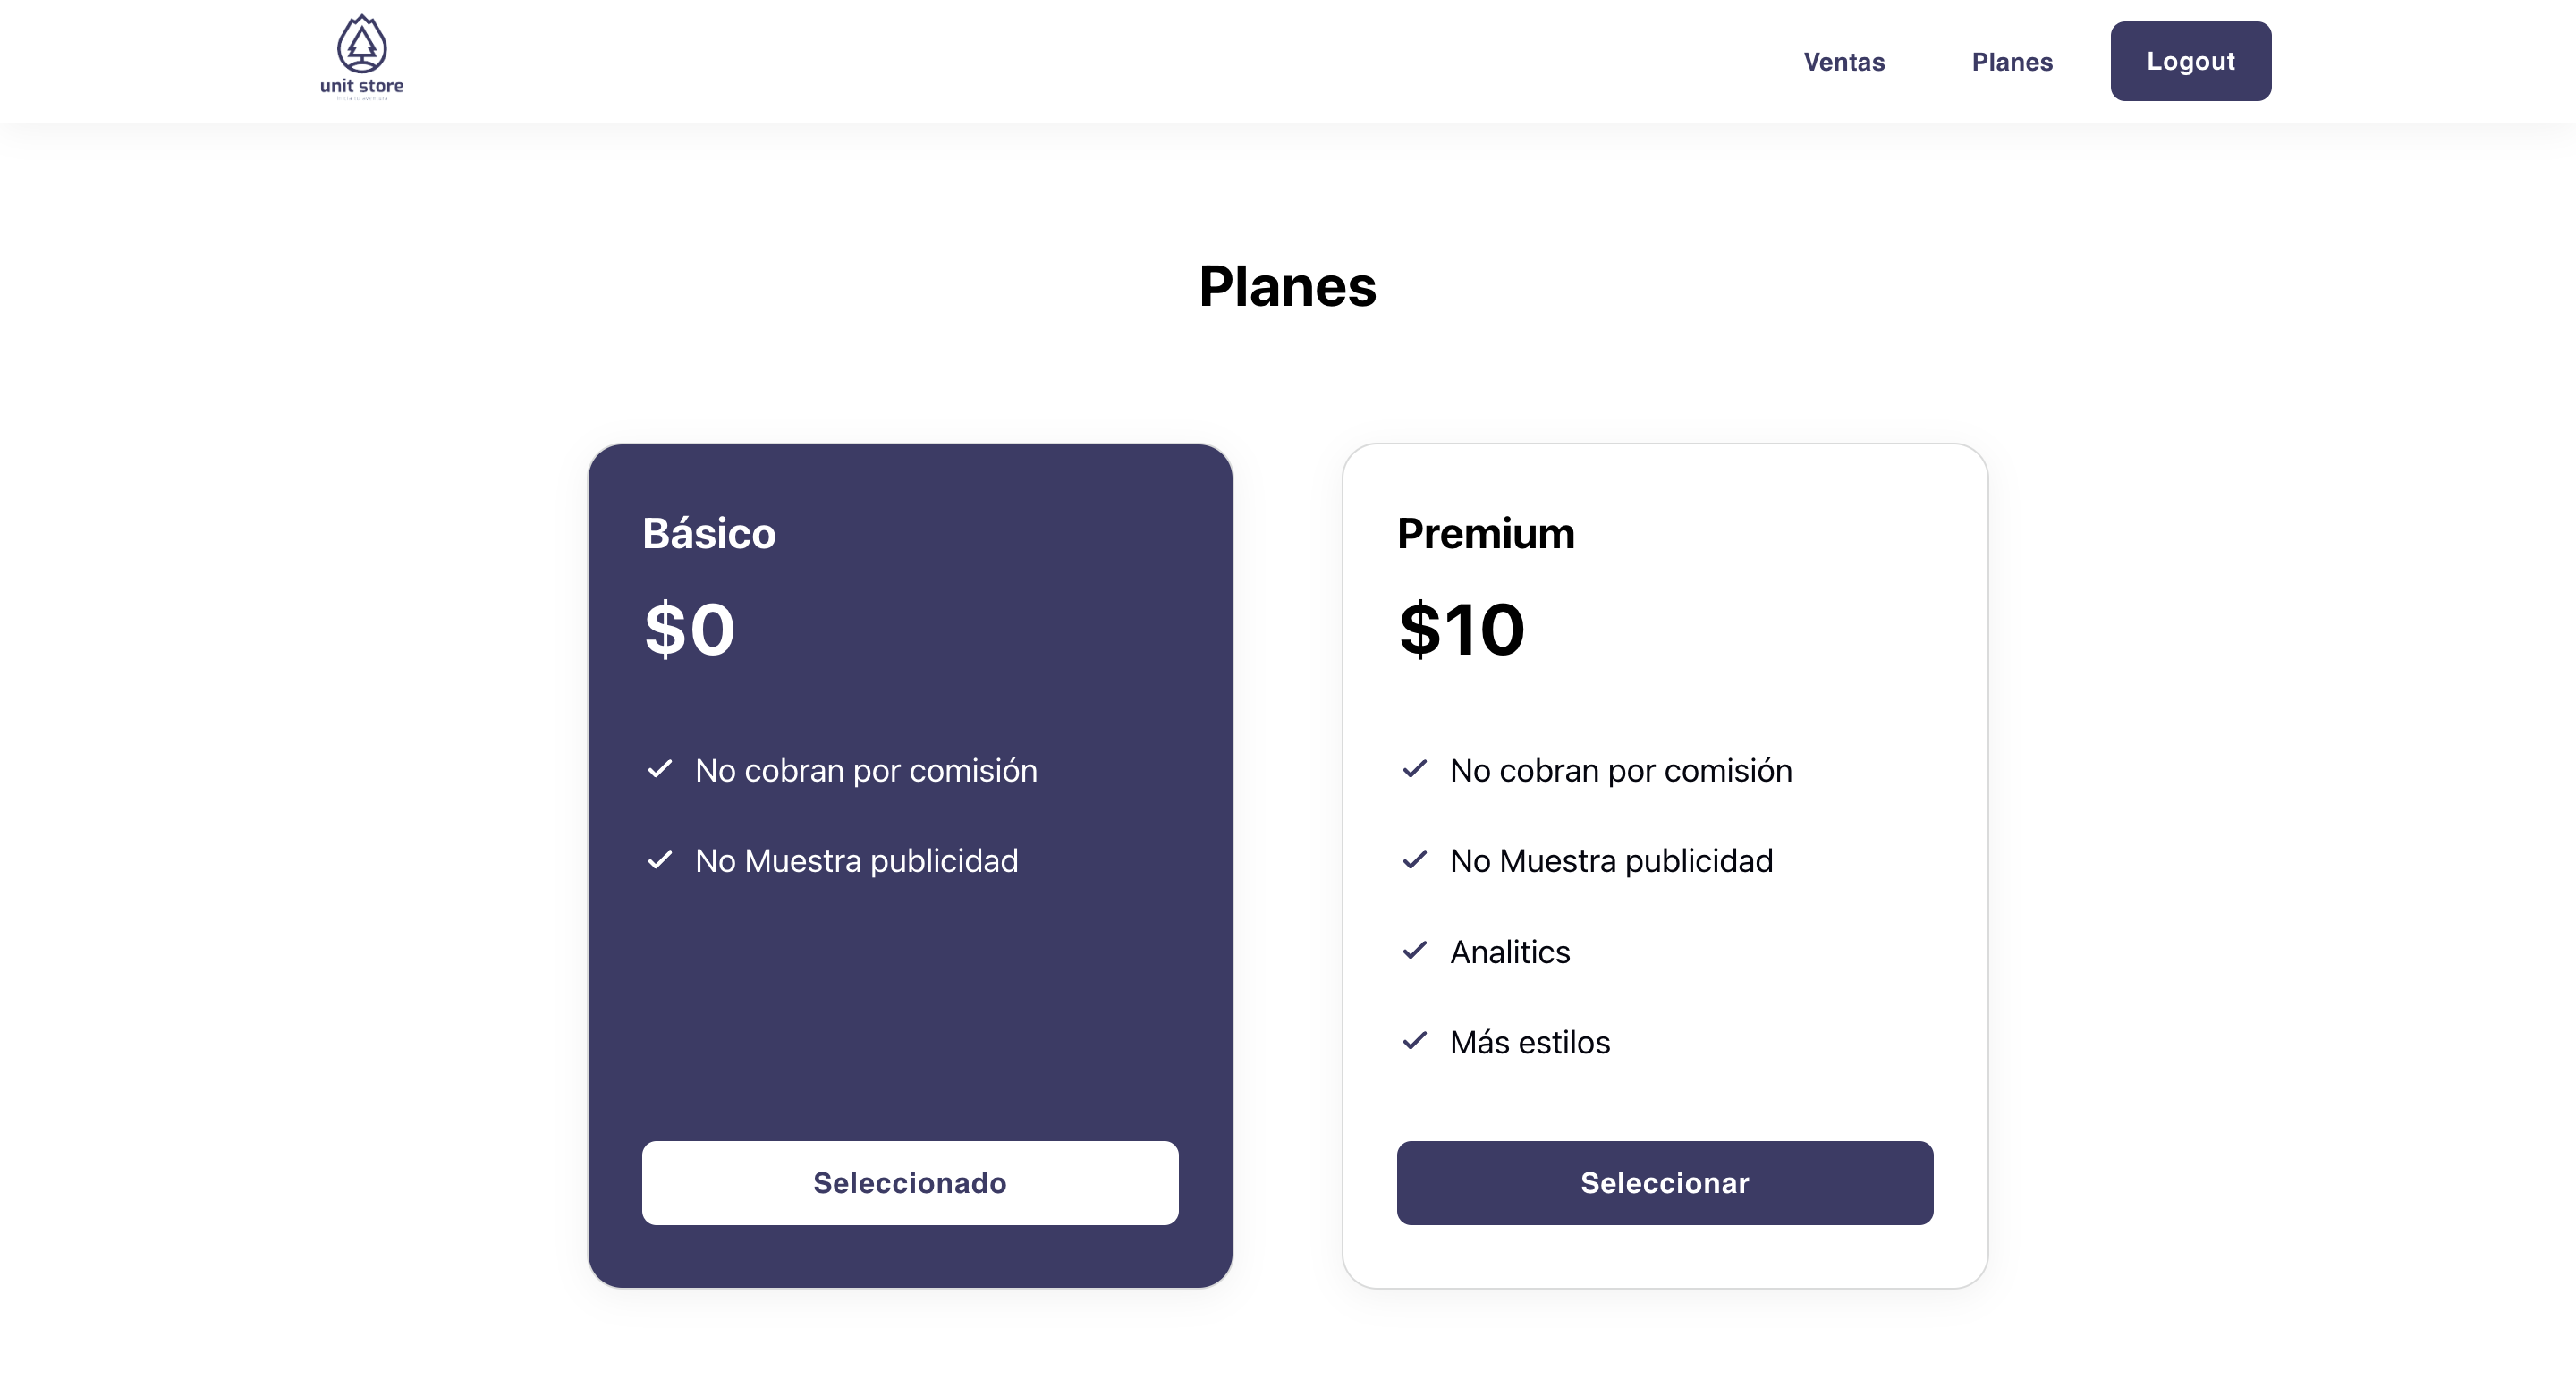 unit store
Ventas
Planes
Logout
Planes
Básico
$0
No cobran por comisión
No Muestra publicidad
Seleccionado
Premium
$10
No cobran por comisión
No Muestra publicidad
Analitics
Más estilos
Seleccionar